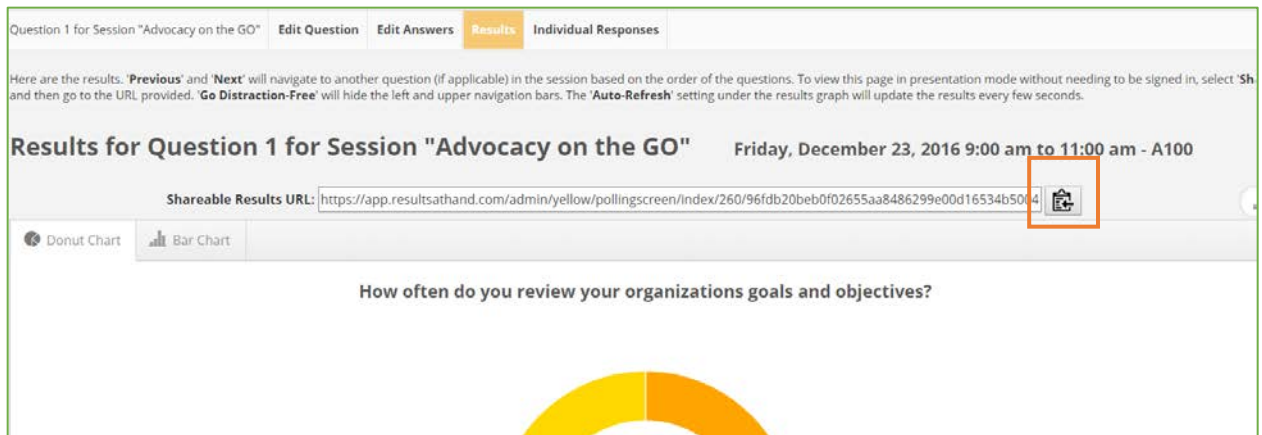 Question 1 for Session "Advocacy on the GO" Edit Question Edit Answers Results Individual Responses
Here are the results. 'Previous' and 'Next' will navigate to another question (if applicable) in the session based on the order of the questions. To view this page in presentation mode without needing to be signed in, select 'Sh
and then go to the URL provided. 'Go Distraction-Free' will hide the left and upper navigation bars. The 'Auto-Refresh' setting under the results graph will update the results every few seconds.
Results for Question 1 for Session "Advocacy on the GO" Friday, December 23, 2016 9:00 am to 11:00 am - A100
Shareable Results URL: https://app.resultsathand.com/admin/yellow/pollingscreen/index/260/96fdb20beb0f02655aa8486299e00d16534b5004
Donut Chart Bar Chart
How often do you review your organizations goals and objectives?